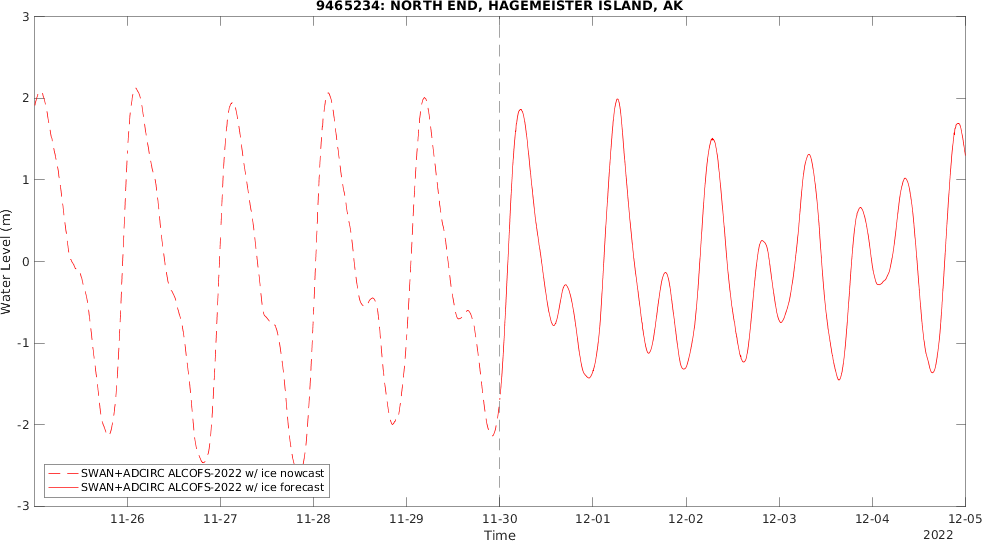 9465234: NORTH END, HAGEMEISTER ISLAND, AK
Water Level (m)
3
2
1
0
-1
-2
-3
SWAN+ADCIRC ALCOFS-2022 w/ ice nowcast
SWAN+ADCIRC ALCOFS-2022 w/ ice forecast
11-26 11-27 11-28 11-29 11-30 12-01 12-02 12-03 12-04 12-05
Time
2022